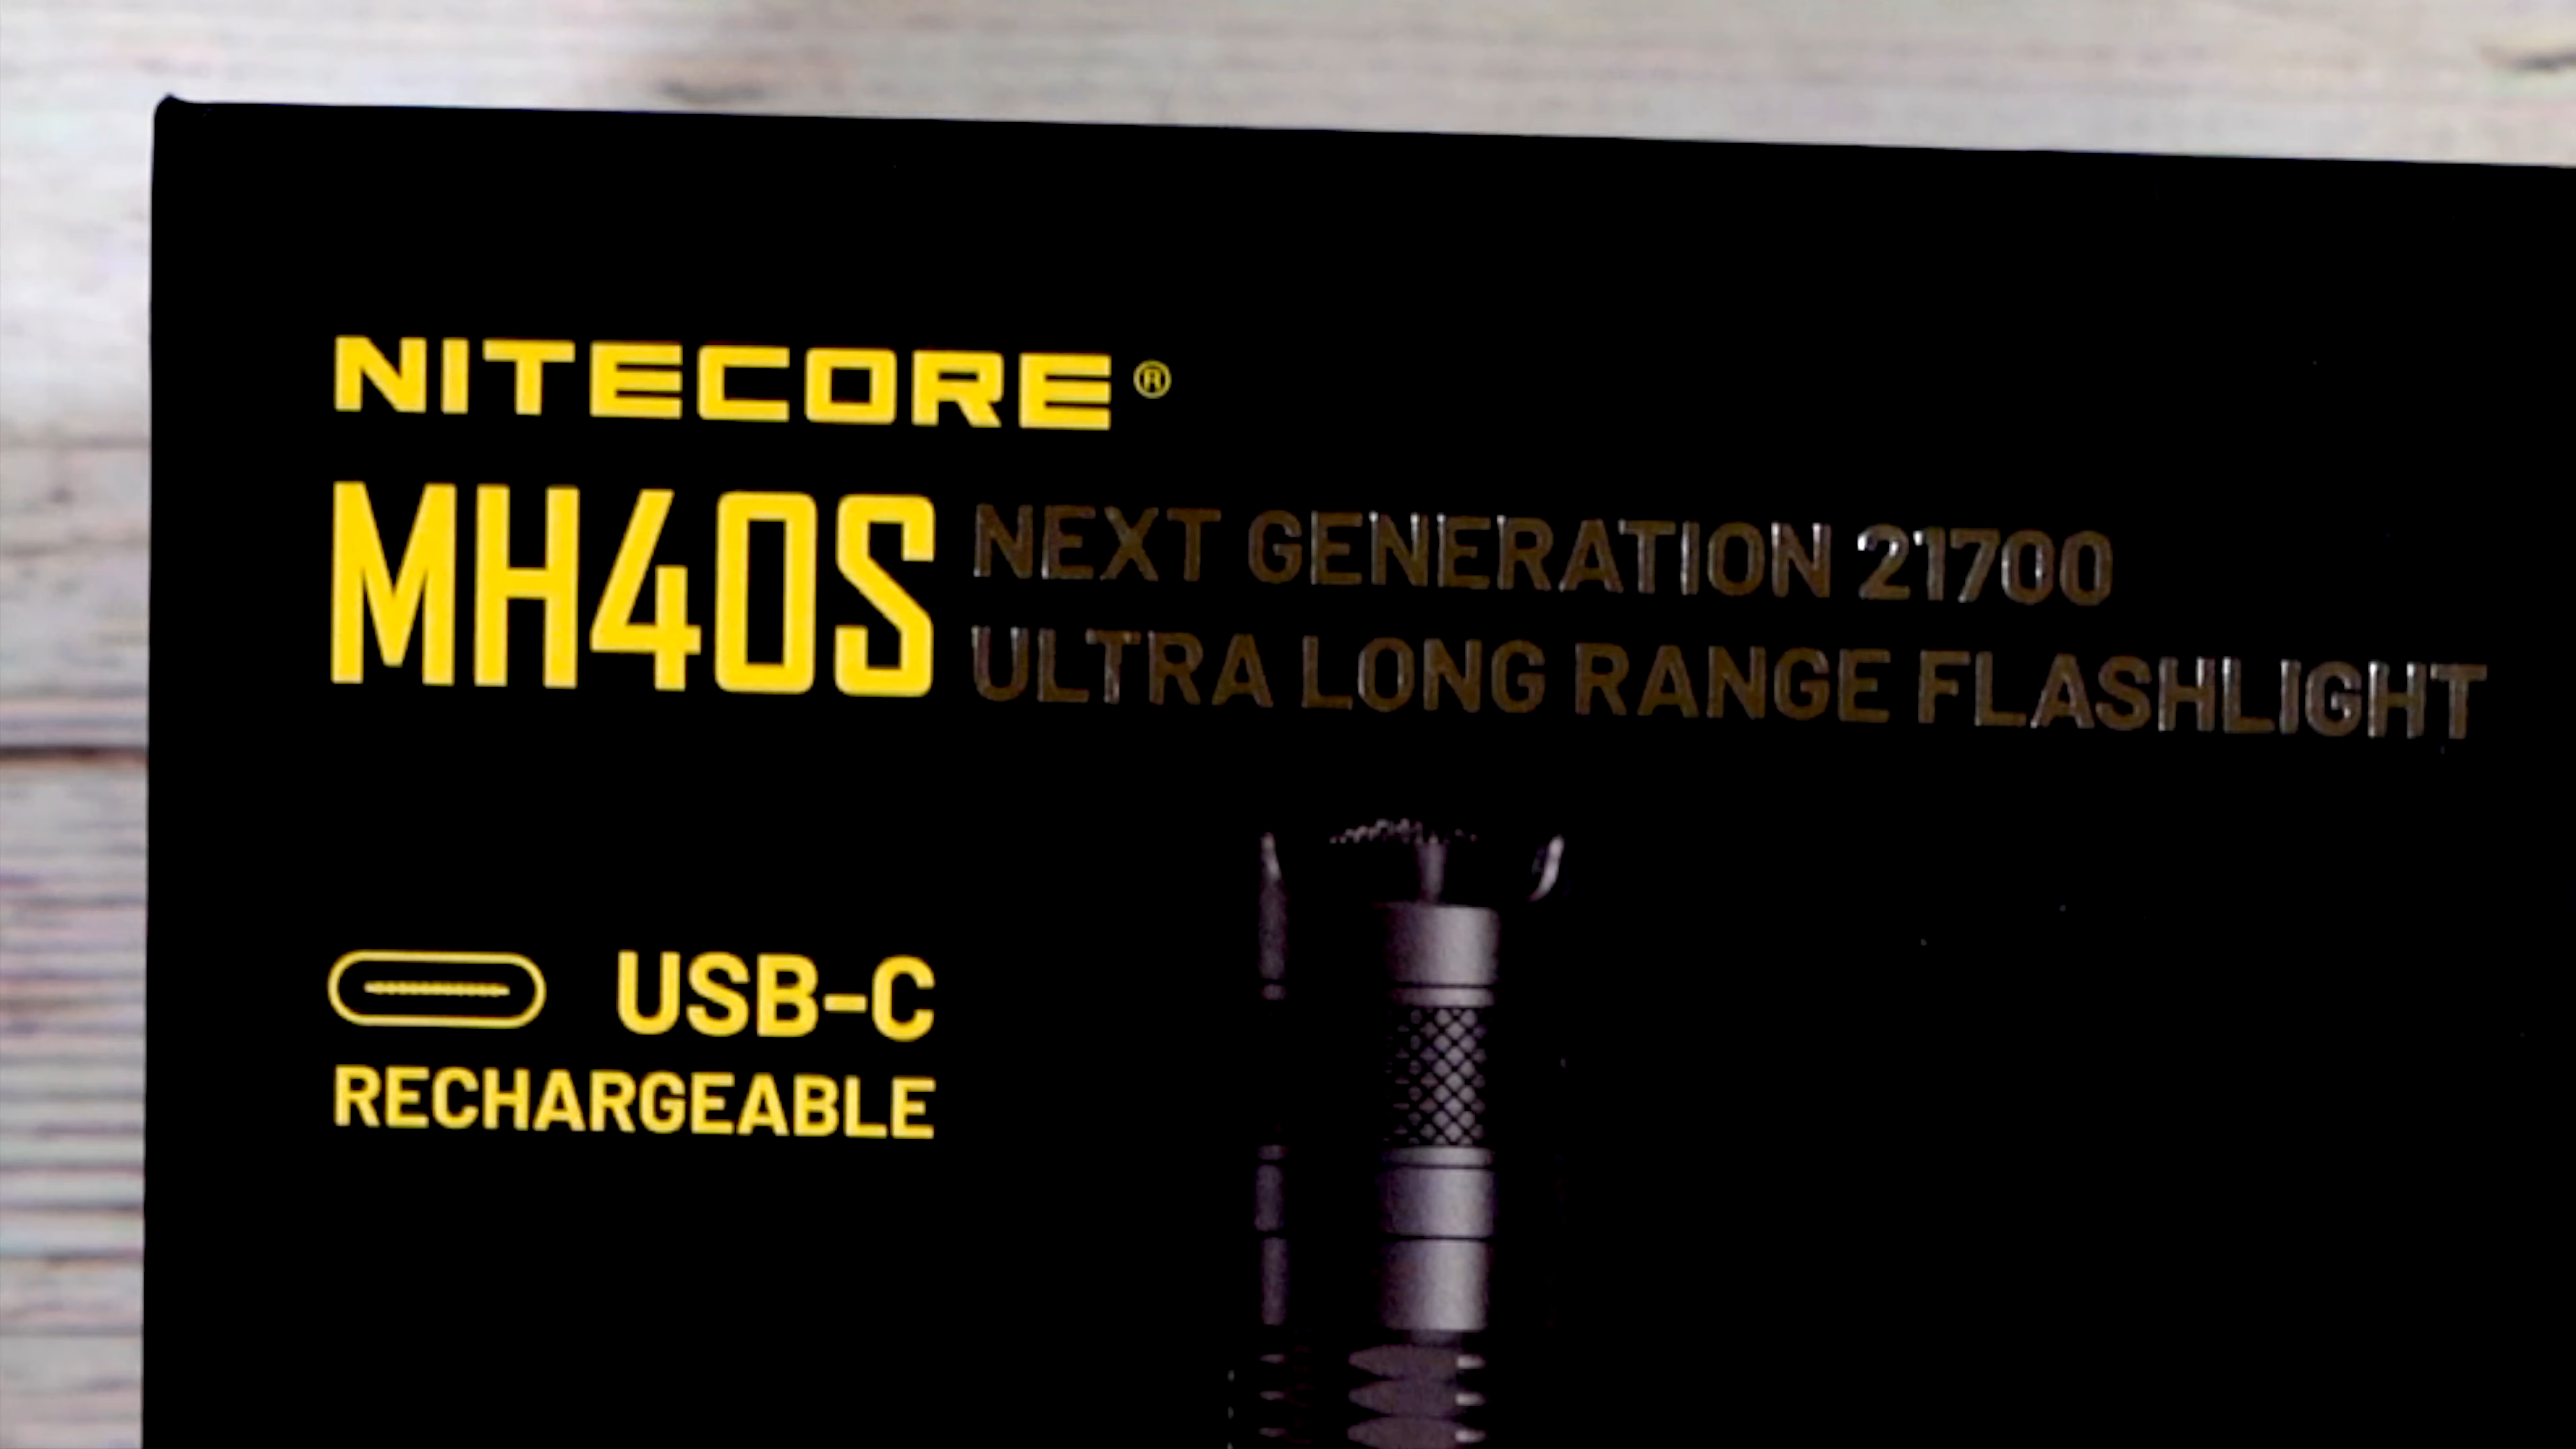 NITECORE®
MH40S
NEXT GENERATION 21700
ULTRA LONG RANGE FLASHLIGHT
USB-C
RECHARGEABLE